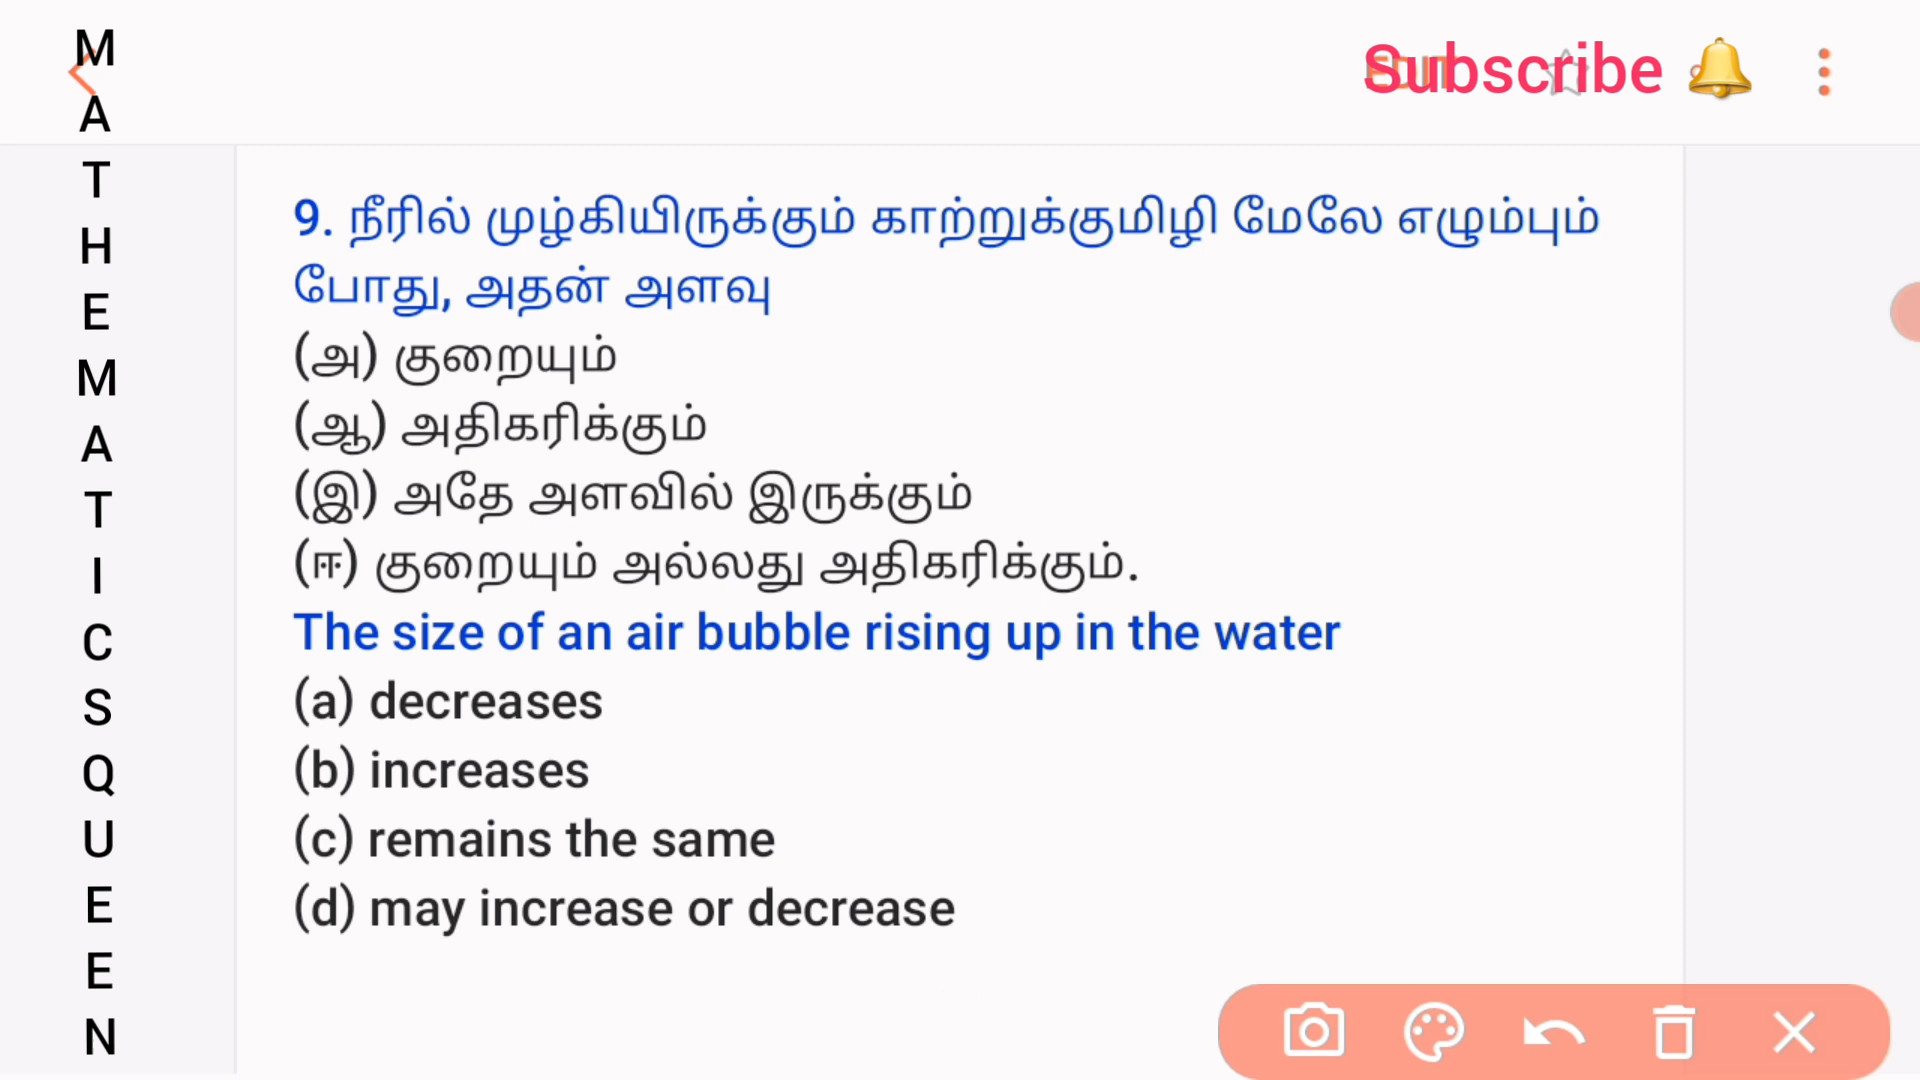 MATHEMATICSQUEEN
Subscribe 🔔
9. நீரில் முழ்கியிருக்கும் காற்றுக்குமிழி மேலே எழும்பும்
போது, அதன் அளவு
(அ) குறையும்
(ஆ) அதிகரிக்கும்
(இ) அதே அளவில் இருக்கும்
(ஈ) குறையும் அல்லது அதிகரிக்கும்.
The size of an air bubble rising up in the water
(a) decreases
(b) increases
(c) remains the same
(d) may increase or decrease